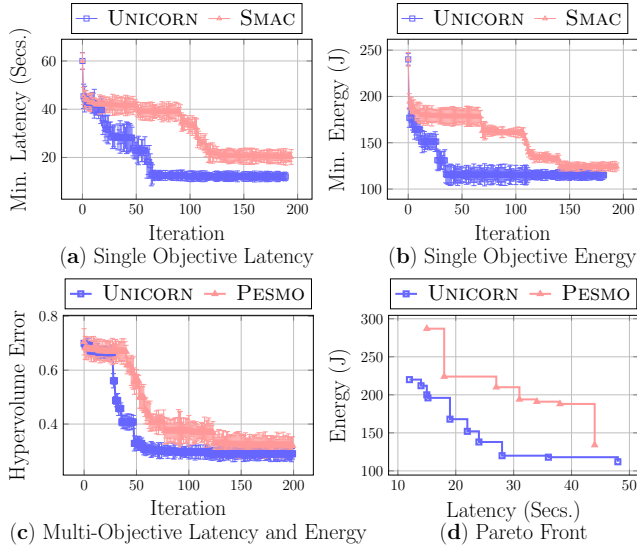 UNICORN SMAC
Min. Latency (Secs.)
60
40
20
0 50 100 150 200
Iteration
(a) Single Objective Latency
UNICORN SMAC
Min. Energy (J)
250
200
150
100
0 50 100 150 200
Iteration
(b) Single Objective Energy
UNICORN PESMO
Hypervolume Error
0.8
0.6
0.4
0 50 100 150 200
Iteration
(c) Multi-Objective Latency and Energy
UNICORN PESMO
Energy (J)
300
250
200
150
100
10 20 30 40 50
Latency (Secs.)
(d) Pareto Front